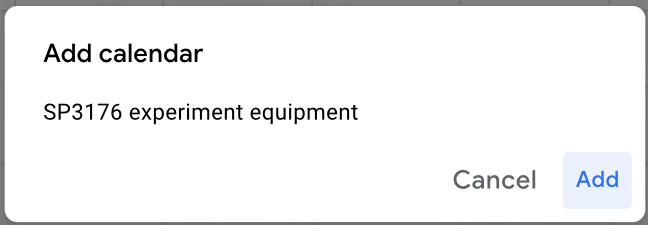 Add calendar
SP3176 experiment equipment
Cancel Add